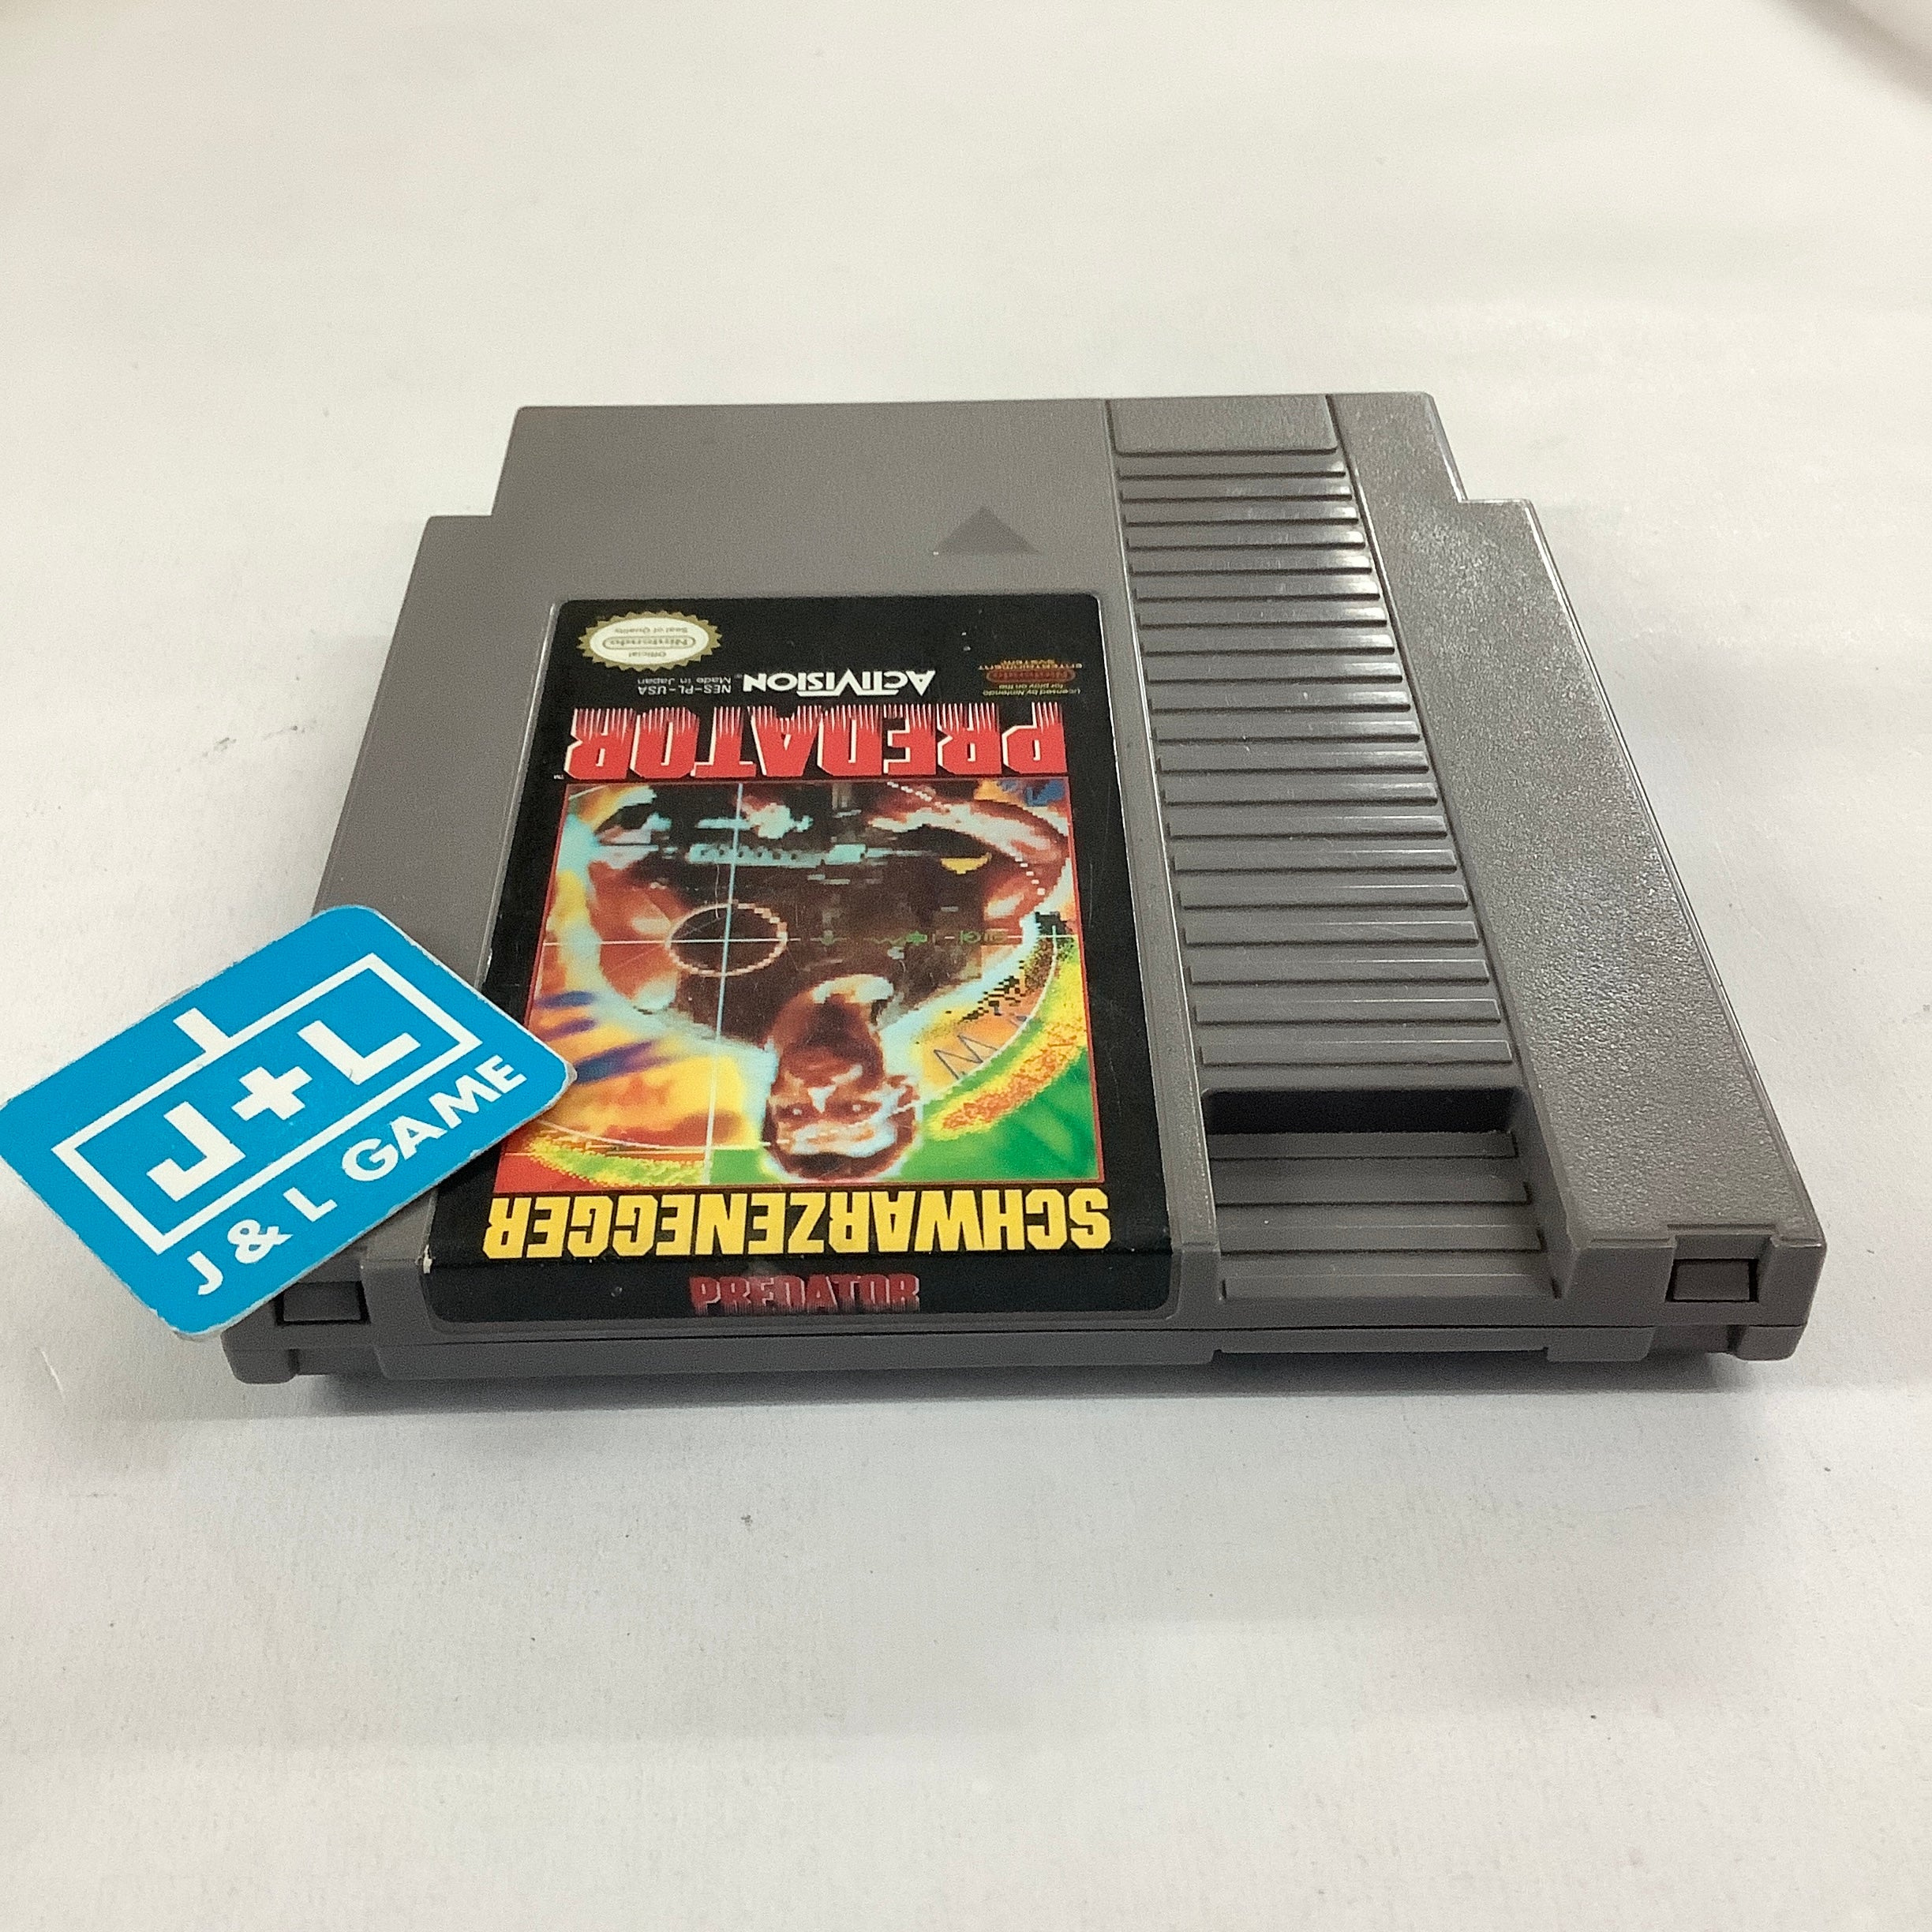 SCHWARZENEGGER
PREDATOR™
Licensed by Nintendo
for play on the
Nintendo
ENTERTAINMENT
SYSTEM
ACTIVISION®
NES-PL-USA
Made in Japan
Official
Nintendo
Seal of Quality
PREDATOR
J+L
J & L GAME